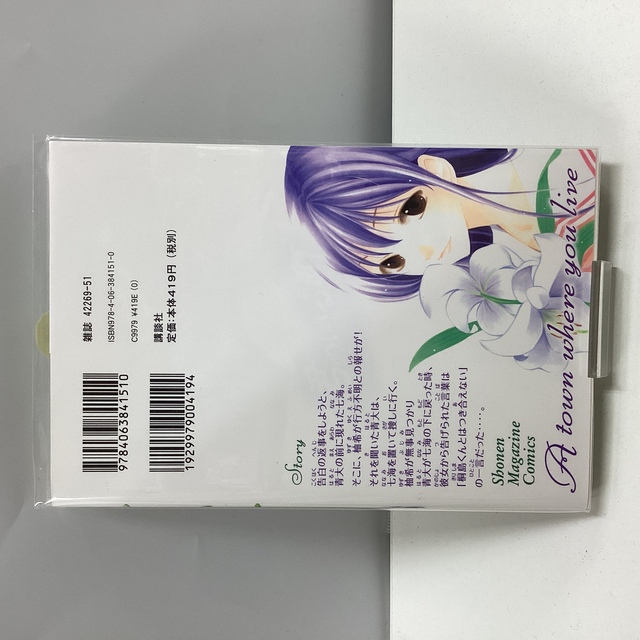 雑誌 42269-51
ISBN978-4-06-384151-0
C9979 ¥419E (0)
講談社
定価:本体419円(税別)
9784063841510
1929979004194
Story
告白の返事をしようと、
青大の前に現れた七海。
そこに、柚希が行方不明との報せが!
それを聞いた青大は、
七海を置いて捜しに行く。
柚希が無事見つかり
青大が七海の下に戻った時、
彼女から告げられた言葉は
「桐島くんとはつき合えない」
の一言だった‥‥。
Shonen
Magazine
Comics
A town where you live